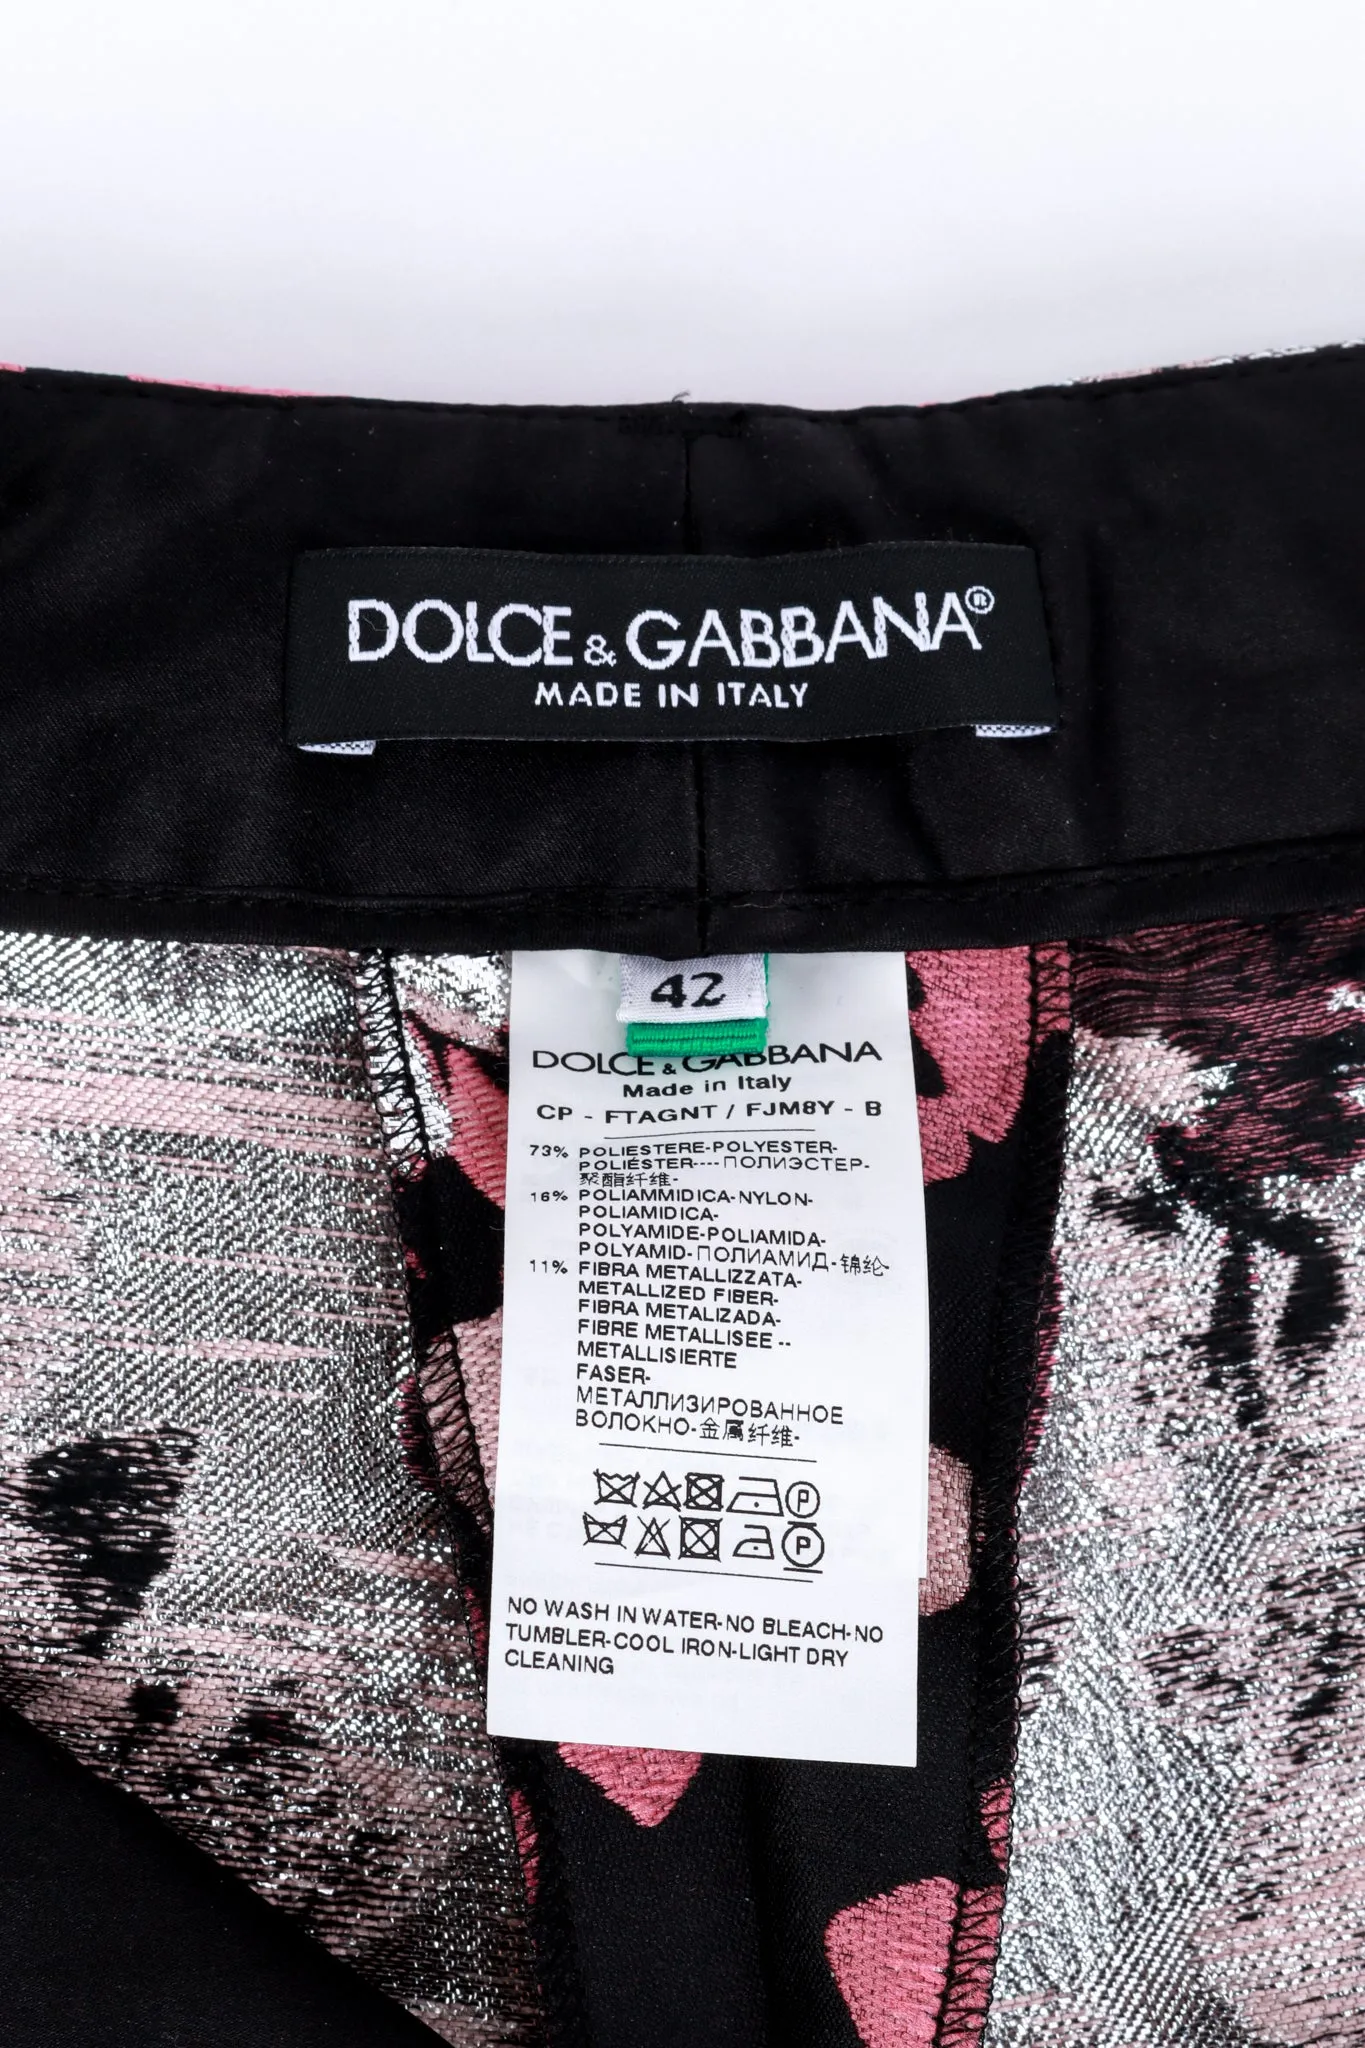 DOLCE & GABBANA®
MADE IN ITALY
42
DOLCE & GABBANA
Made in Italy
CP - FTAGNT / FJM8Y - B
73% POLIESTERE-POLYESTER-
POLIÉSTER----ПОЛИЭСТЕР-
聚酯纤维-
16% POLIAMMIDICA-NYLON-
POLIAMIDICA-
POLYAMIDE-POLIAMIDA-
POLYAMID-ПОЛИАМИД-锦纶-
11% FIBRA METALLIZZATA-
METALLIZED FIBER-
FIBRA METALIZADA-
FIBRE METALLISEE --
METALLISIERTE
FASER-
МЕТАЛЛИЗИРОВАННОЕ
ВОЛОКНО-金属纤维-
P
P
NO WASH IN WATER-NO BLEACH-NO
TUMBLER-COOL IRON-LIGHT DRY
CLEANING